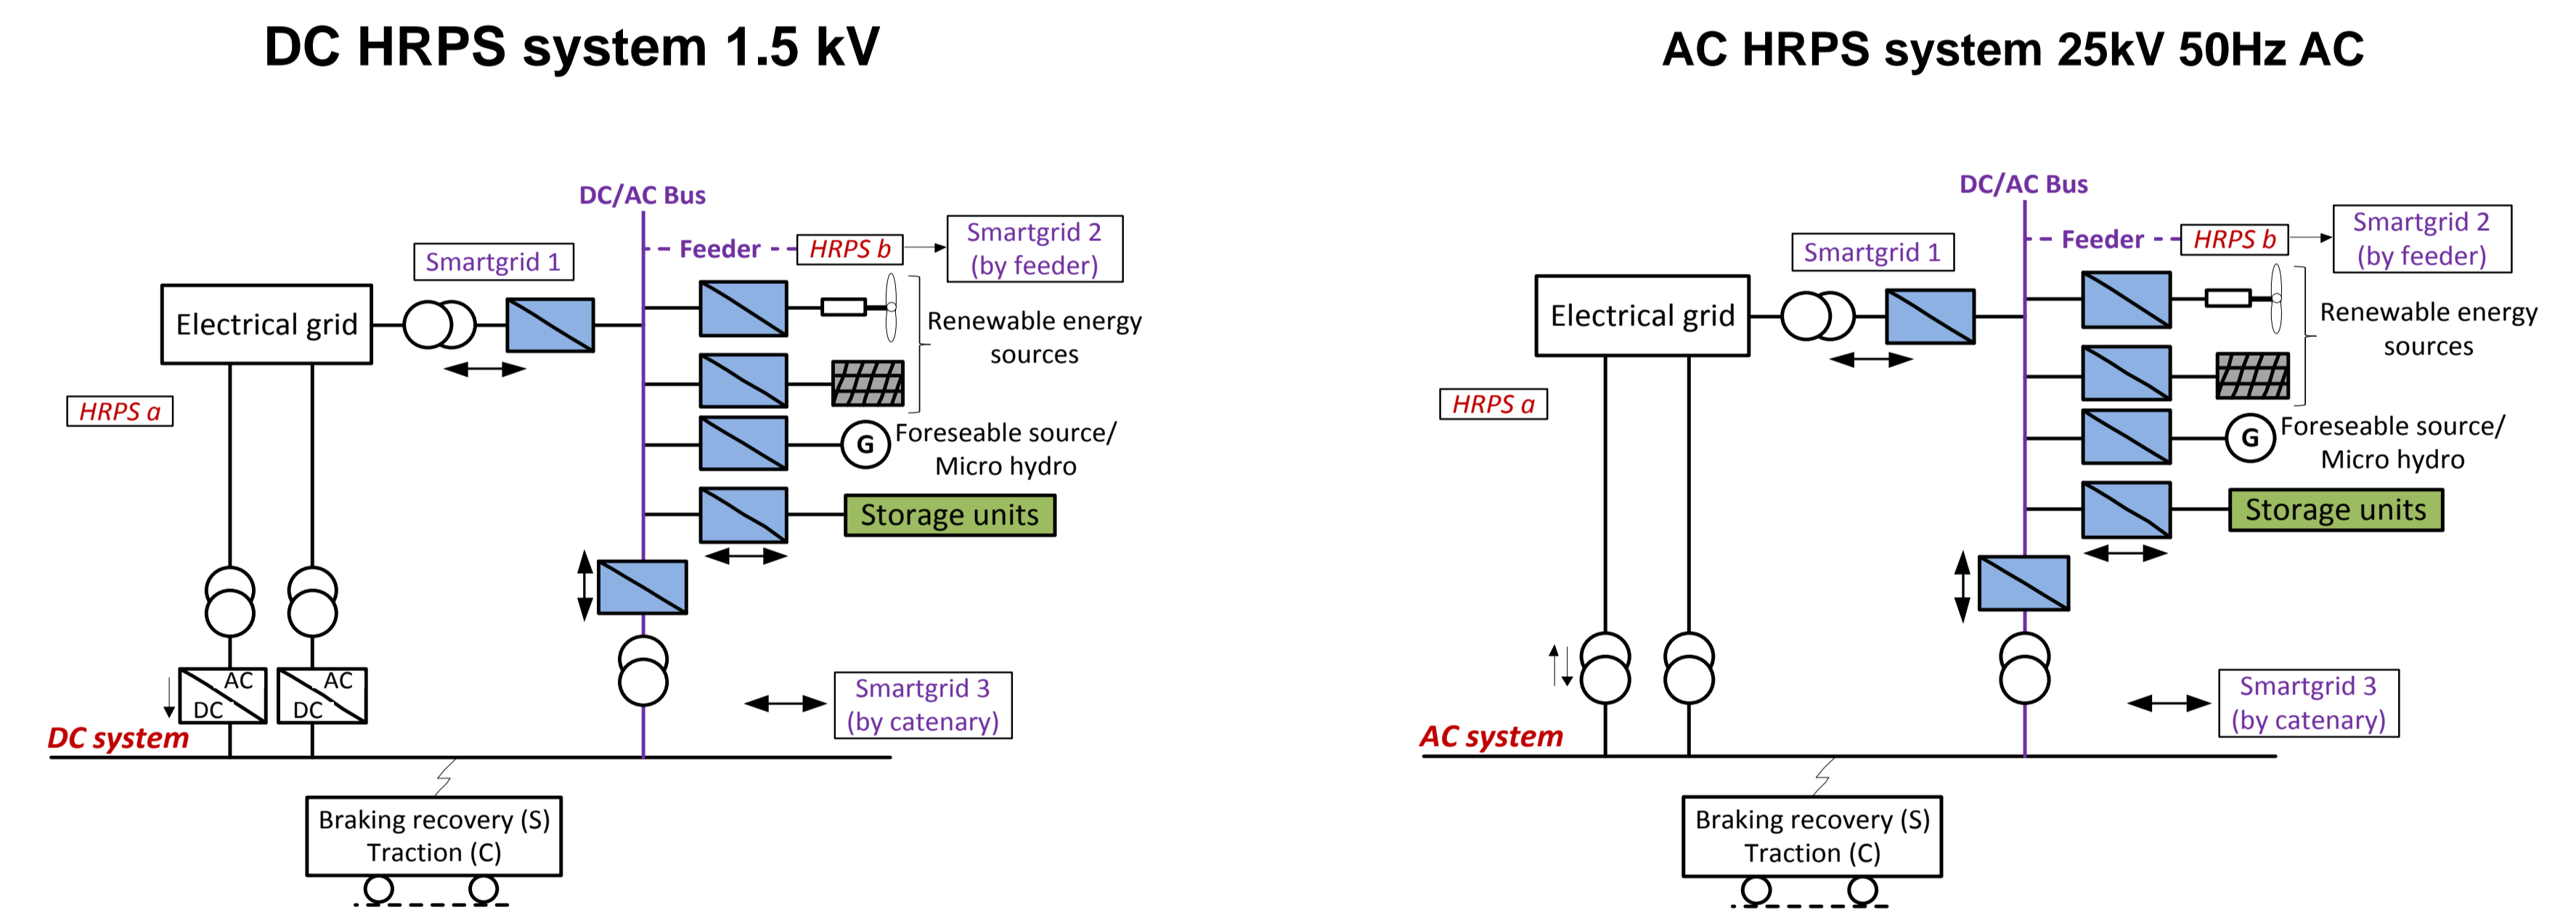 DC HRPS system 1.5 kV
DC/AC Bus
Smartgrid 1
Feeder
HRPS b
Smartgrid 2
(by feeder)
Electrical grid
Renewable energy
sources
HRPS a
G
Foreseable source/
Micro hydro
Storage units
AC
DC
AC
DC
Smartgrid 3
(by catenary)
DC system
Braking recovery (S)
Traction (C)
AC HRPS system 25kV 50Hz AC
DC/AC Bus
Smartgrid 1
Feeder
HRPS b
Smartgrid 2
(by feeder)
Electrical grid
Renewable energy
sources
HRPS a
G
Foreseable source/
Micro hydro
Storage units
Smartgrid 3
(by catenary)
AC system
Braking recovery (S)
Traction (C)